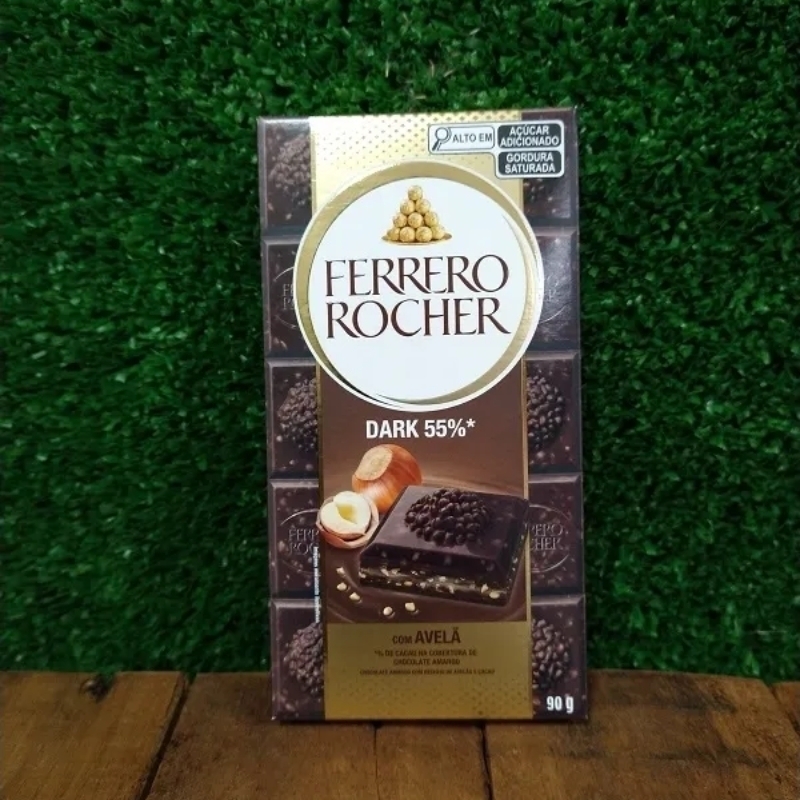 ALTO EM
AÇÚCAR
ADICIONADO
GORDURA
SATURADA
FERRERO
ROCHER
DARK 55%*
COM AVELÃ
*% DE CACAU NA COBERTURA DE
CHOCOLATE AMARGO
90 g